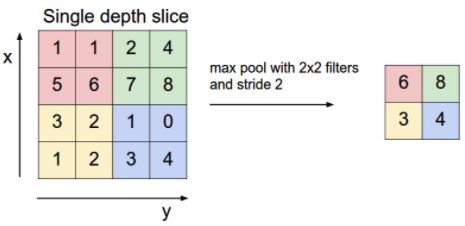 Single depth slice
x
1 1 2 4
5 6 7 8
3 2 1 0
1 2 3 4
y
max pool with 2x2 filters
and stride 2
6 8
3 4